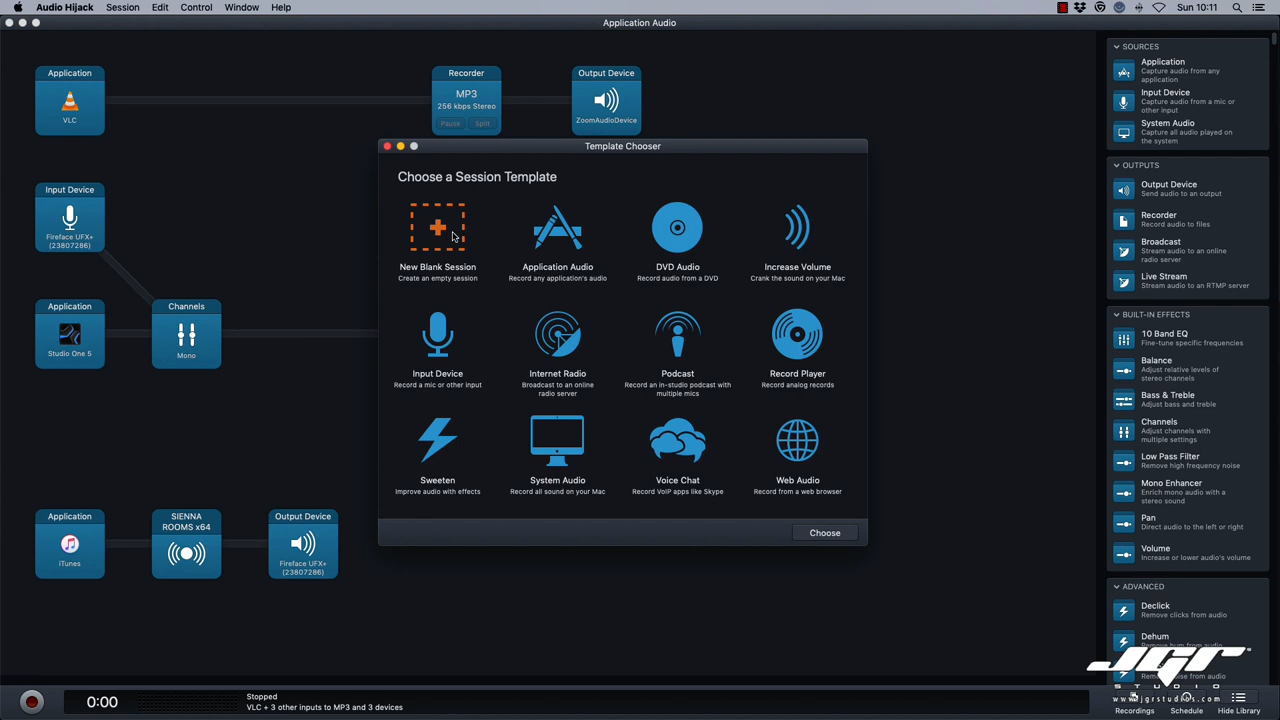 Audio Hijack Session Edit Control Window Help
Sun 10:11
Application Audio
Application
VLC
Recorder
MP3
256 kbps Stereo
Pause Split
Output Device
ZoomAudioDevice
Input Device
Fireface UFX+
(23807286)
Application
Studio One 5
Channels
Mono
Application
iTunes
SIENNA
ROOMS x64
Output Device
Fireface UFX+
(23807286)
Template Chooser
Choose a Session Template
New Blank Session
Create an empty session
Application Audio
Record any application's audio
DVD Audio
Record audio from a DVD
Increase Volume
Crank the sound on your Mac
Input Device
Record a mic or other input
Internet Radio
Broadcast to an online
radio server
Podcast
Record an in-studio podcast with
multiple mics
Record Player
Record analog records
Sweeten
Improve audio with effects
System Audio
Record all sound on your Mac
Voice Chat
Record VoIP apps like Skype
Web Audio
Record from a web browser
Choose
SOURCES
Application
Capture audio from any
application
Input Device
Capture audio from a mic or
other input
System Audio
Capture all audio played on
the system
OUTPUTS
Output Device
Send audio to an output
Recorder
Record audio to files
Broadcast
Stream audio to an online
radio server
Live Stream
Stream audio to an RTMP server
BUILT-IN EFFECTS
10 Band EQ
Fine-tune specific frequencies
Balance
Adjust relative levels of
stereo channels
Bass & Treble
Adjust bass and treble
Channels
Adjust channels with
multiple settings
Low Pass Filter
Remove high frequency noise
Mono Enhancer
Enrich mono audio with a
stereo sound
Pan
Direct audio to the left or right
Volume
Increase or lower audio's volume
ADVANCED
Declick
Remove clicks from audio
Dehum
Remove hum from audio
noise from audio
JGR
www.jgrstudios.com
0:00
Stopped
VLC + 3 other inputs to MP3 and 3 devices
Recordings
Schedule
Hide Library